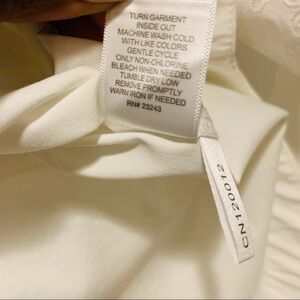 TURN GARMENT
INSIDE OUT
MACHINE WASH COLD
WITH LIKE COLORS
GENTLE CYCLE
ONLY NON-CHLORINE
BLEACH WHEN NEEDED
TUMBLE DRY LOW
REMOVE PROMPTLY
WARM IRON IF NEEDED
RN# 23243
CN120012